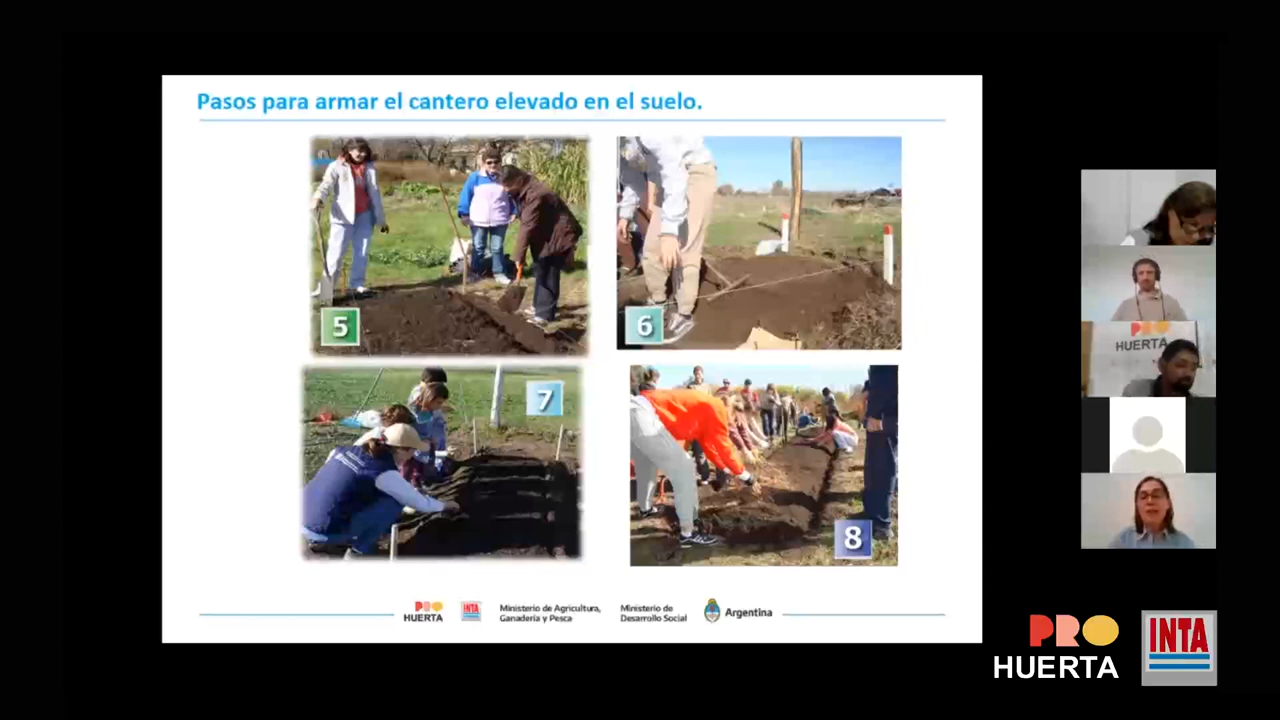 Pasos para armar el cantero elevado en el suelo.
5
6
7
8
PRO
HUERTA
INTA
Ministerio de Agricultura,
Ganadería y Pesca
Ministerio de
Desarrollo Social
Argentina
PRO
HUERTA
PRO
HUERTA
INTA